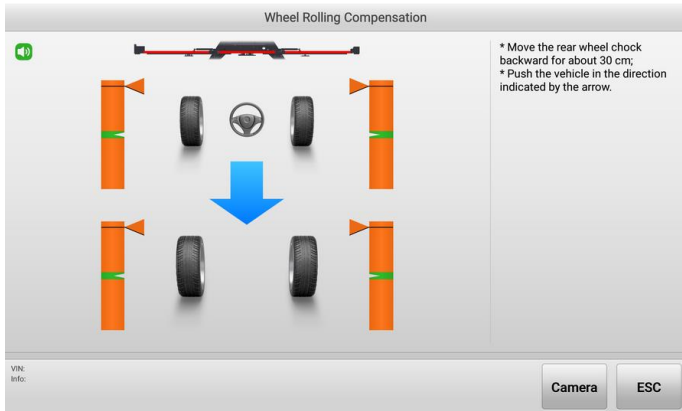 Wheel Rolling Compensation
* Move the rear wheel chock
backward for about 30 cm;
* Push the vehicle in the direction
indicated by the arrow.
VIN:
Info:
Camera
ESC